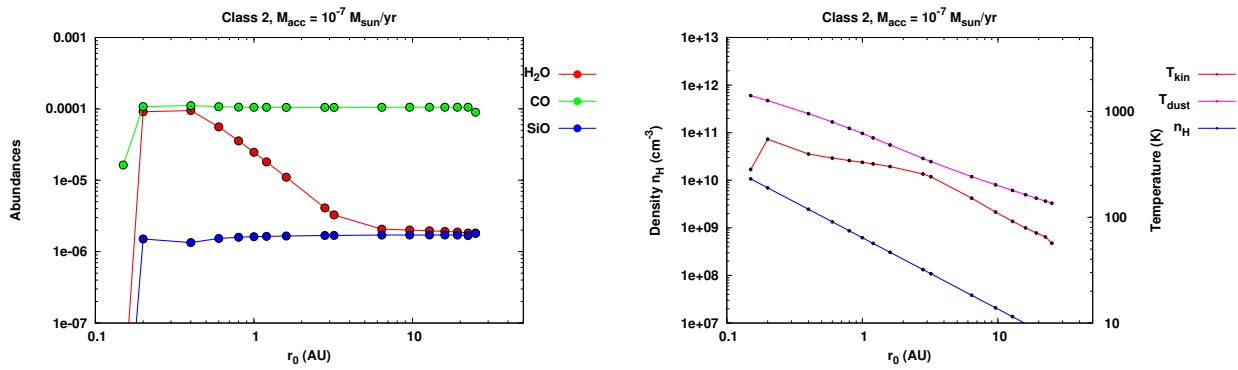 Class 2, M_acc = 10^-7 M_sun/yr
0.001
0.0001
1e-05
1e-06
1e-07
Abundances
0.1
1
10
r_0 (AU)
H_2O
CO
SiO
Class 2, M_acc = 10^-7 M_sun/yr
1e+13
1e+12
1e+11
1e+10
1e+09
1e+08
1e+07
Density n_H (cm^-3)
0.1
1
10
r_0 (AU)
1000
100
10
Temperature (K)
T_kin
T_dust
n_H